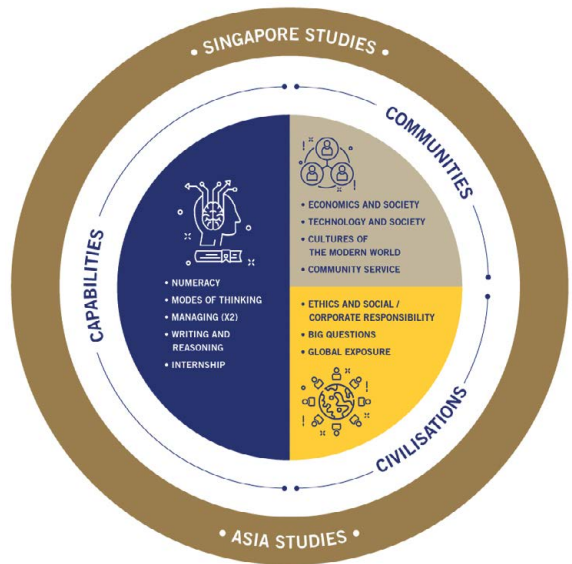 • SINGAPORE STUDIES •
COMMUNITIES
CAPABILITIES
• NUMERACY
• MODES OF THINKING
• MANAGING (X2)
• WRITING AND
REASONING
• INTERNSHIP
• ECONOMICS AND SOCIETY
• TECHNOLOGY AND SOCIETY
• CULTURES OF
THE MODERN WORLD
• COMMUNITY SERVICE
• ETHICS AND SOCIAL /
CORPORATE RESPONSIBILITY
• BIG QUESTIONS
• GLOBAL EXPOSURE
CIVILISATIONS
• ASIA STUDIES •